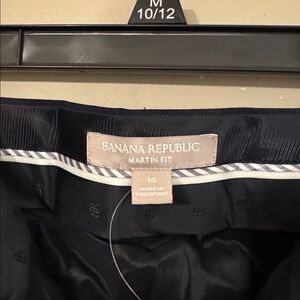 M
10/12
BANANA REPUBLIC
MARTIN FIT
16
MADE IN
PHILIPPINES